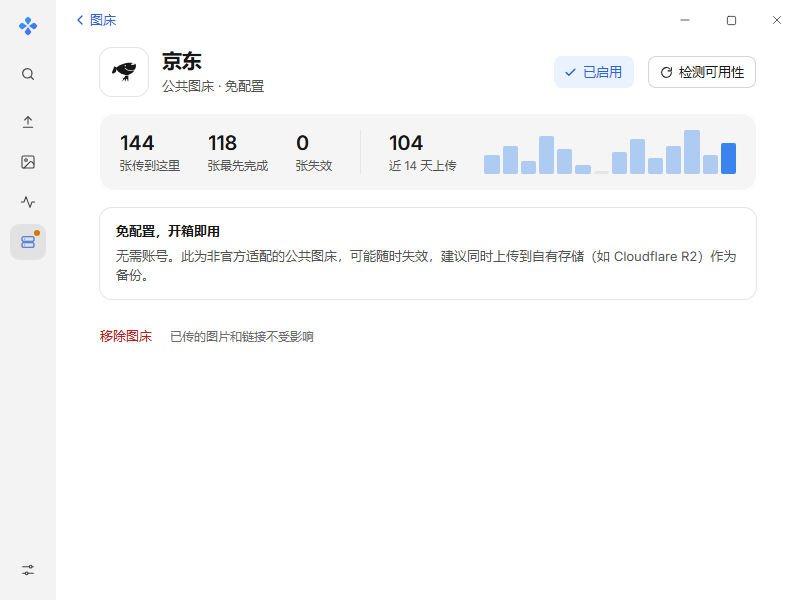 图床
京东
公共图床 · 免配置
已启用
检测可用性
144
张传到这里
118
张最先完成
0
张失效
104
近 14 天上传
免配置，开箱即用
无需账号。此为非官方适配的公共图床，可能随时失效，建议同时上传到自有存储（如 Cloudflare R2）作为
备份。
移除图床
已传的图片和链接不受影响